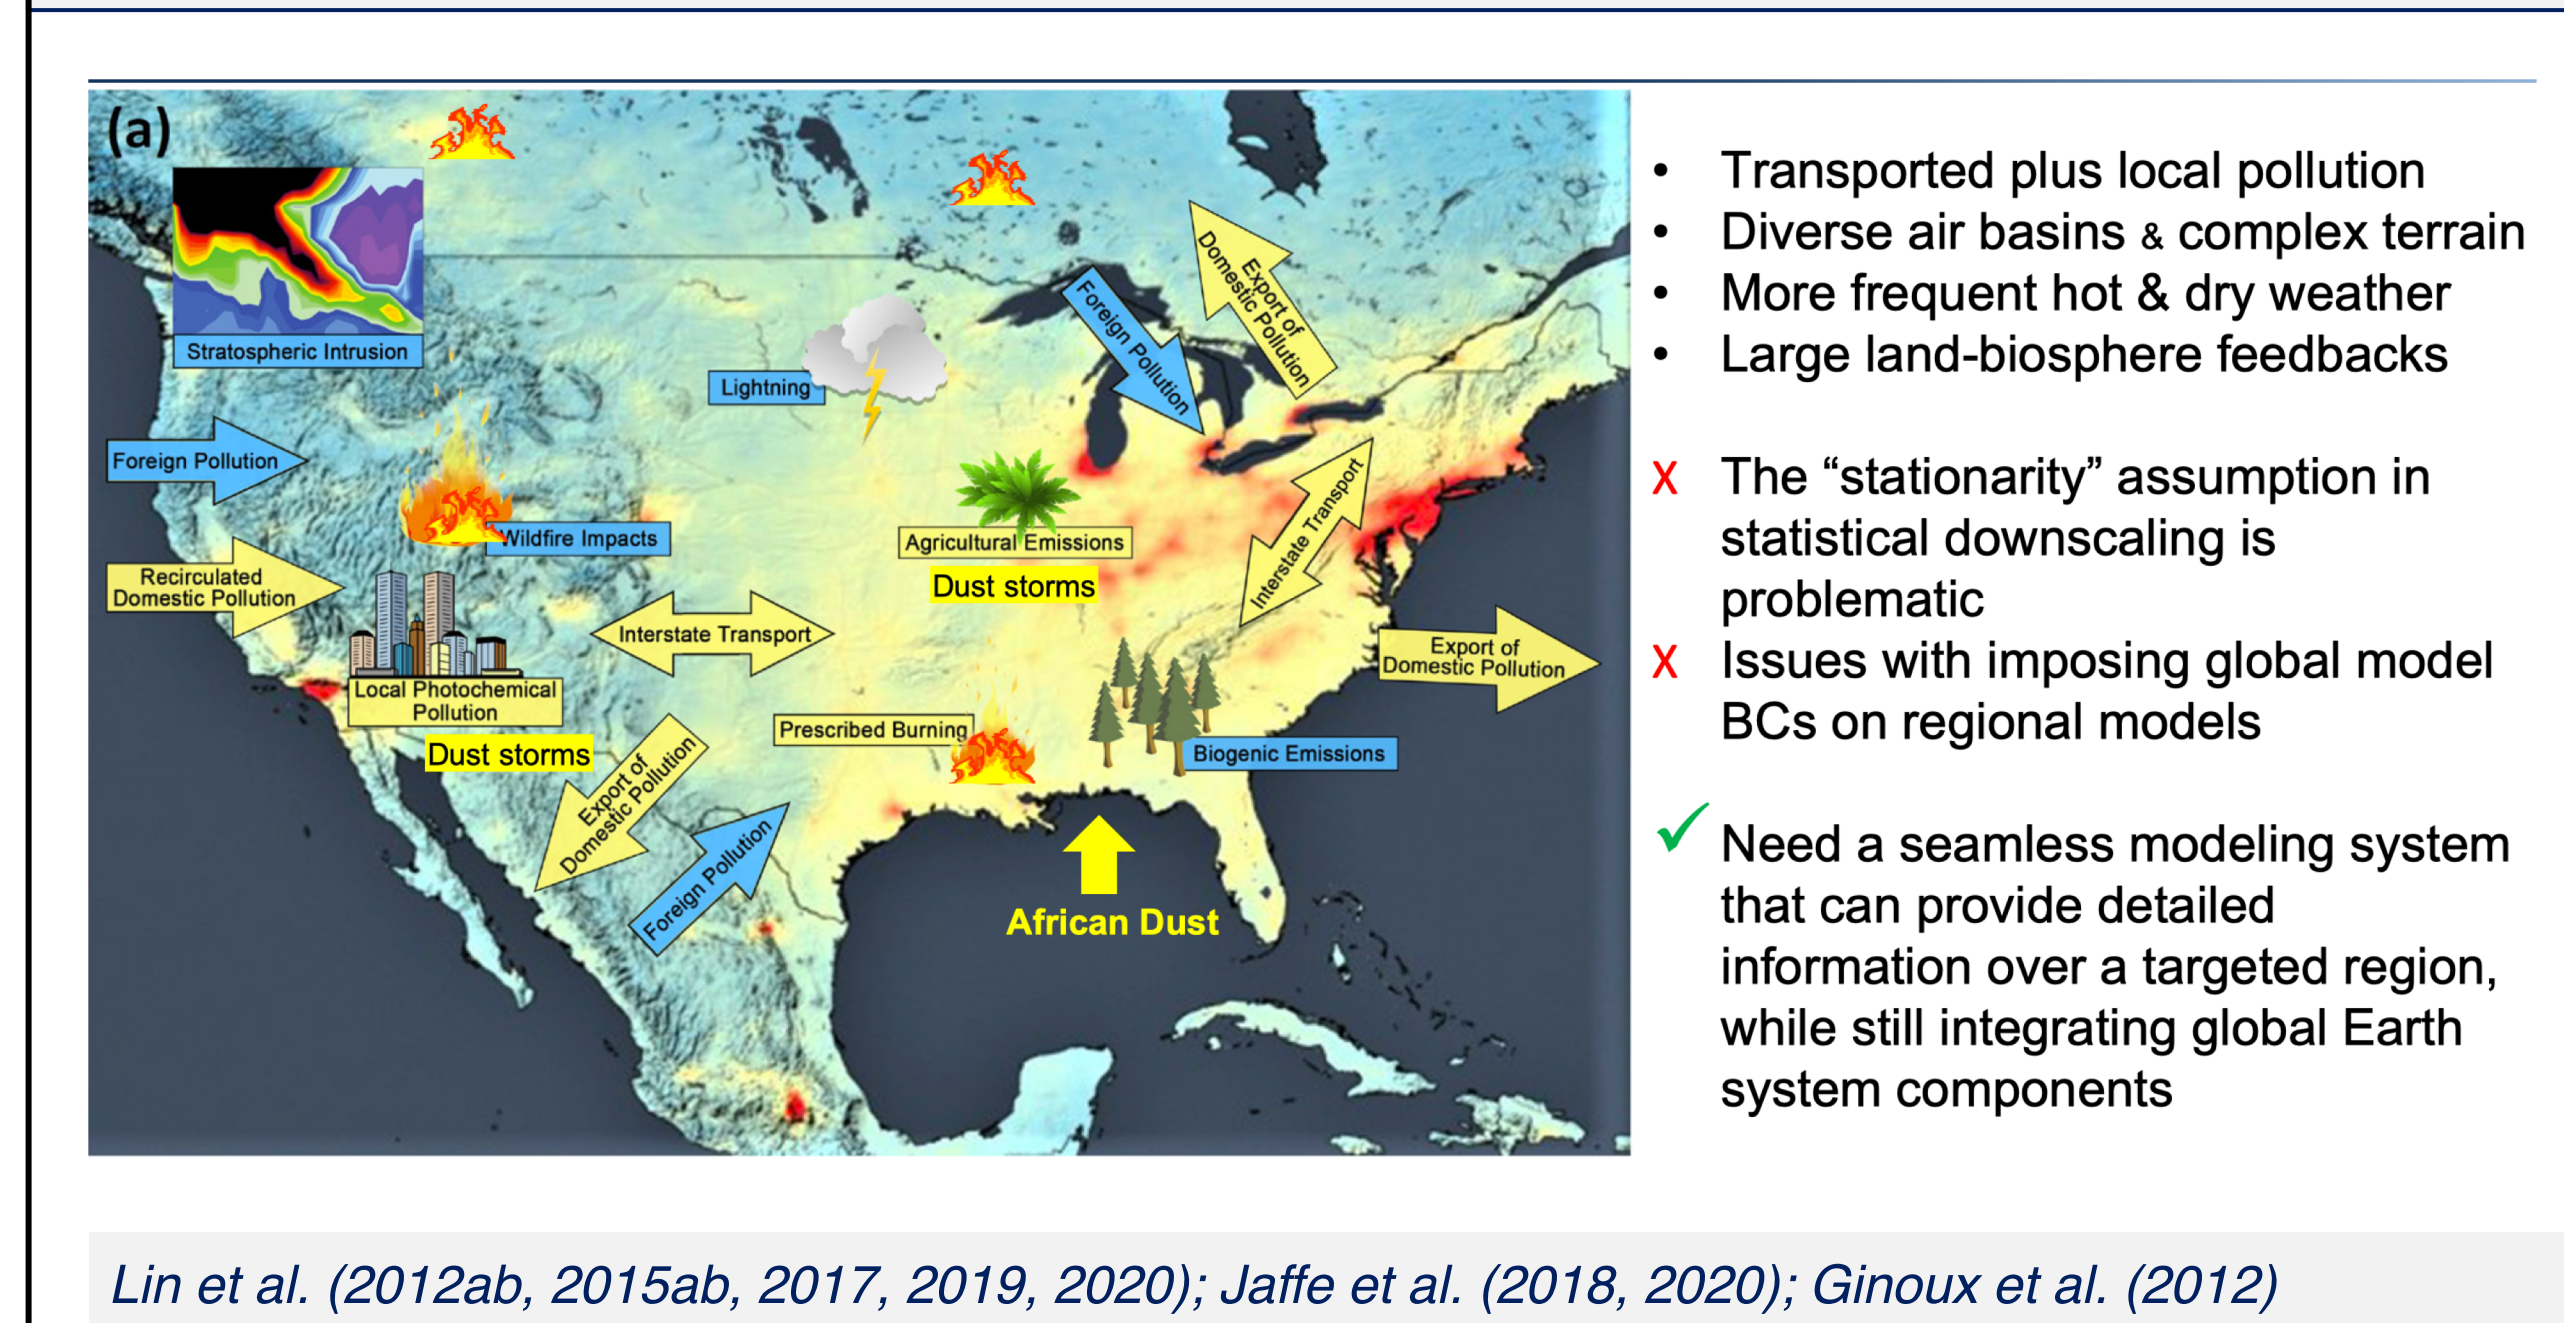 (a)
Stratospheric Intrusion
Lightning
Foreign Pollution
Export of
Domestic Pollution
Foreign Pollution
Wildfire Impacts
Agricultural Emissions
Dust storms
Interstate Transport
Recirculated
Domestic Pollution
Interstate Transport
Local Photochemical
Pollution
Dust storms
Export of
Domestic Pollution
Export of
Domestic Pollution
Prescribed Burning
Biogenic Emissions
Foreign Pollution
African Dust
• Transported plus local pollution
• Diverse air basins & complex terrain
• More frequent hot & dry weather
• Large land-biosphere feedbacks
X The “stationarity” assumption in
statistical downscaling is
problematic
X Issues with imposing global model
BCs on regional models
✓ Need a seamless modeling system
that can provide detailed
information over a targeted region,
while still integrating global Earth
system components
Lin et al. (2012ab, 2015ab, 2017, 2019, 2020); Jaffe et al. (2018, 2020); Ginoux et al. (2012)